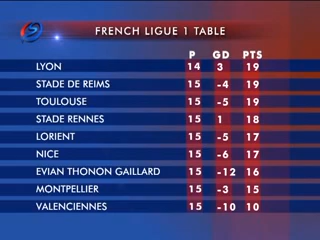 FRENCH LIGUE 1 TABLE
P GD PTS
LYON 14 3 19
STADE DE REIMS 15 -4 19
TOULOUSE 15 -5 19
STADE RENNES 15 1 18
LORIENT 15 -5 17
NICE 15 -6 17
EVIAN THONON GAILLARD 15 -12 16
MONTPELLIER 15 -3 15
VALENCIENNES 15 -10 10